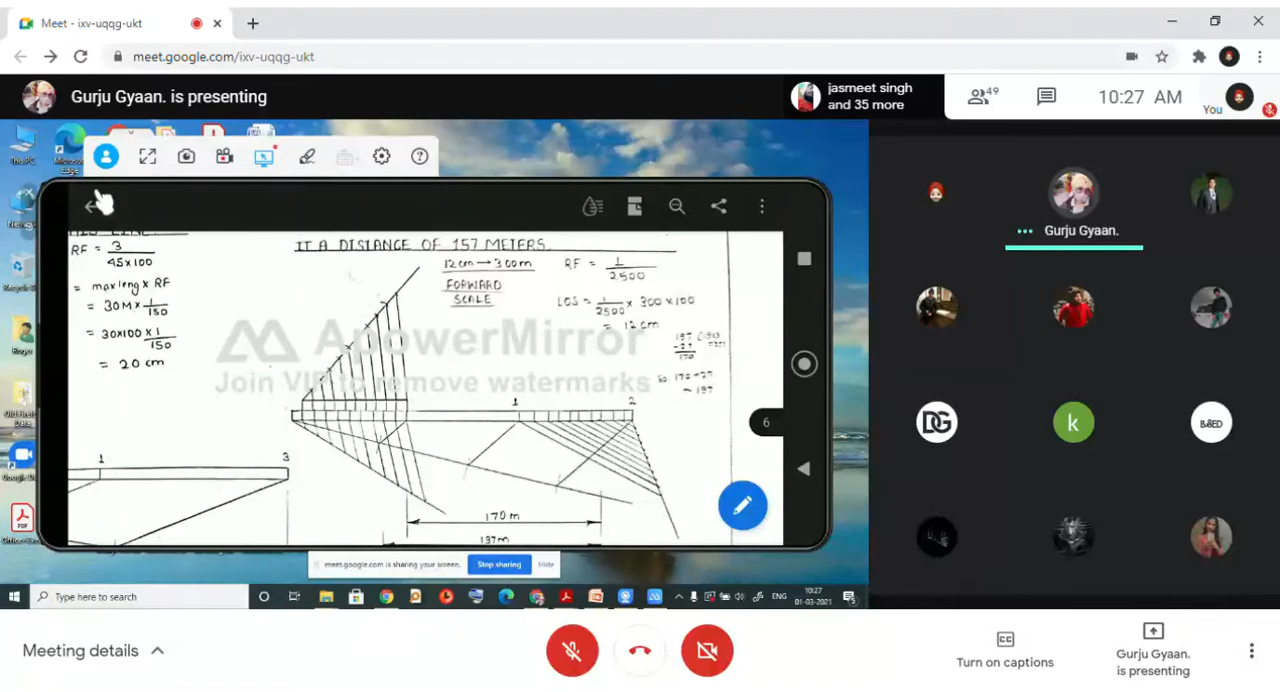 Meet - ixv-uqqg-ukt
meet.google.com/ixv-uqqg-ukt
Gurju Gyaan. is presenting
jasmeet singh
and 35 more
49
10:27 AM
You
RF = 3
45x100
= max leng x RF
= 30M x 1
150
= 30x100 x 1
150
= 20 cm
IT A DISTANCE OF 157 METERS.
12cm → 300m
FORWARD
SCALE
RF = 1
2500
LOS = 1 x 300x100
2500
= 12 cm
ApowerMirror
Join VIP to remove watermarks
1
2
1
3
170 m
6
meet.google.com is sharing your screen.
Stop sharing
Hide
Type here to search
ENG
10:27
01-03-2021
Gurju Gyaan.
DG
k
Meeting details
Turn on captions
Gurju Gyaan.
is presenting